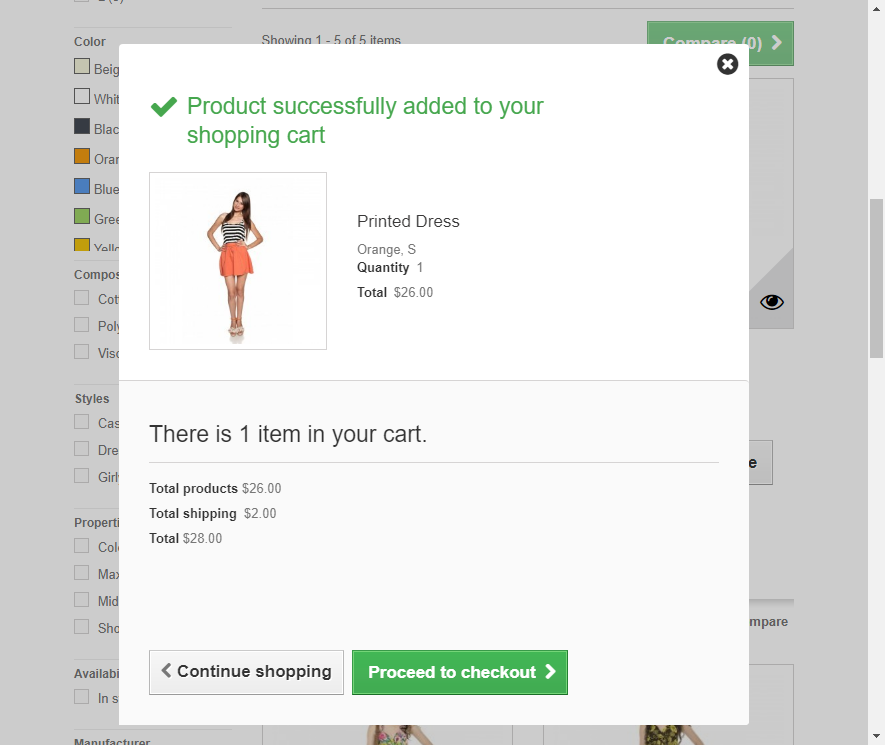 Color
Showing 1 - 5 of 5 items
Compare (0)
Product successfully added to your
shopping cart
Printed Dress
Orange, S
Quantity 1
Total $26.00
There is 1 item in your cart.
Total products $26.00
Total shipping $2.00
Total $28.00
Continue shopping
Proceed to checkout
Beig
Whit
Blac
Oran
Blue
Gree
Yello
Compos
Cott
Poly
Visc
Styles
Cas
Dre
Girl
Properti
Colo
Max
Mid
Sho
Availabi
In s
Manufacturer
e
mpare